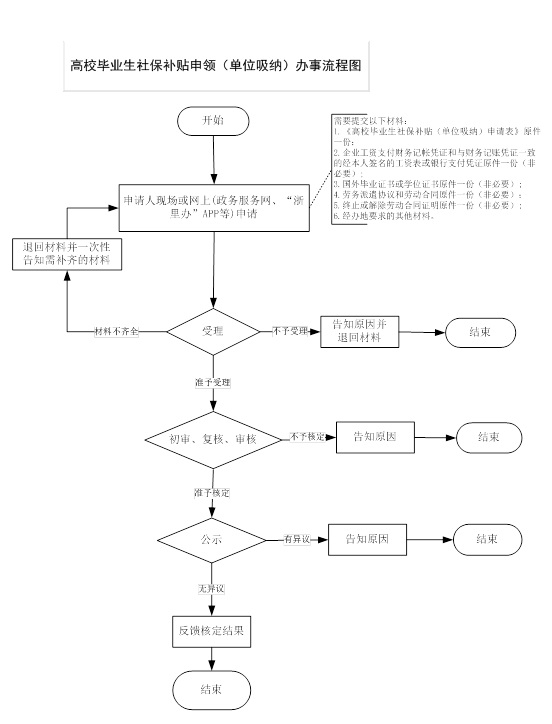 高校毕业生社保补贴申领（单位吸纳）办事流程图
开始
需要提交以下材料：
1.《高校毕业生社保补贴（单位吸纳）申请表》原件
一份；
2.企业工资支付财务记帐凭证和与财务记账凭证一致
的经本人签名的工资表或银行支付凭证原件一份（非
必要）；
3.国外毕业证书或学位证书原件一份（非必要）；
4.劳务派遣协议和劳动合同原件一份（非必要）；
5.终止或解除劳动合同证明原件一份（非必要）；
6.经办地要求的其他材料。
申请人现场或网上(政务服务网、“浙
里办”APP等)申请
退回材料并一次性
告知需补齐的材料
材料不齐全
受理
不予受理
告知原因并
退回材料
结束
准予受理
初审、复核、审核
不予核定
告知原因
结束
准予核定
公示
有异议
告知原因
结束
无异议
反馈核定结果
结束